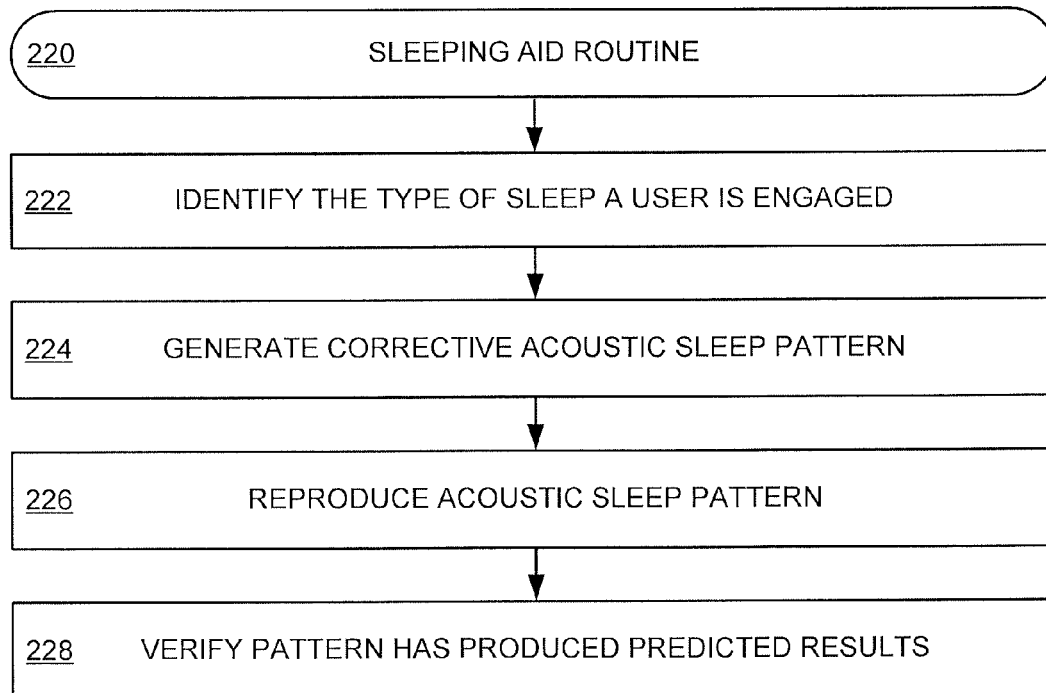 220 SLEEPING AID ROUTINE
222 IDENTIFY THE TYPE OF SLEEP A USER IS ENGAGED
224 GENERATE CORRECTIVE ACOUSTIC SLEEP PATTERN
226 REPRODUCE ACOUSTIC SLEEP PATTERN
228 VERIFY PATTERN HAS PRODUCED PREDICTED RESULTS